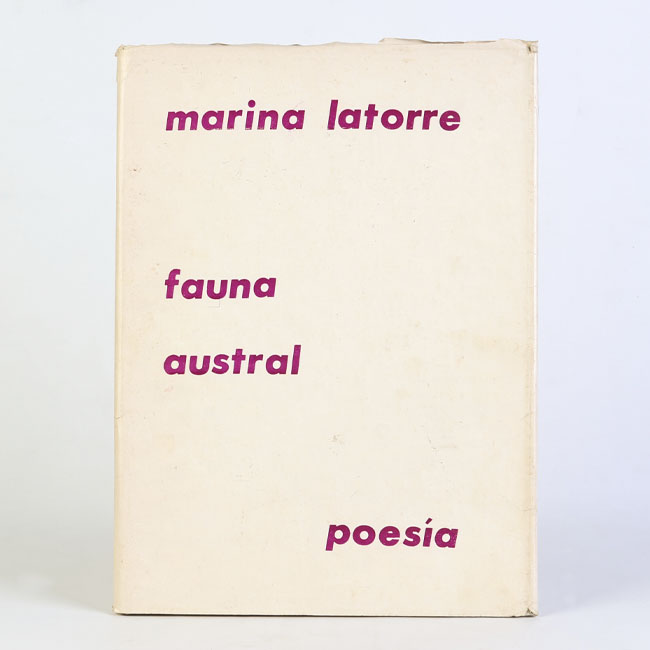 marina latorre
fauna
austral
poesía